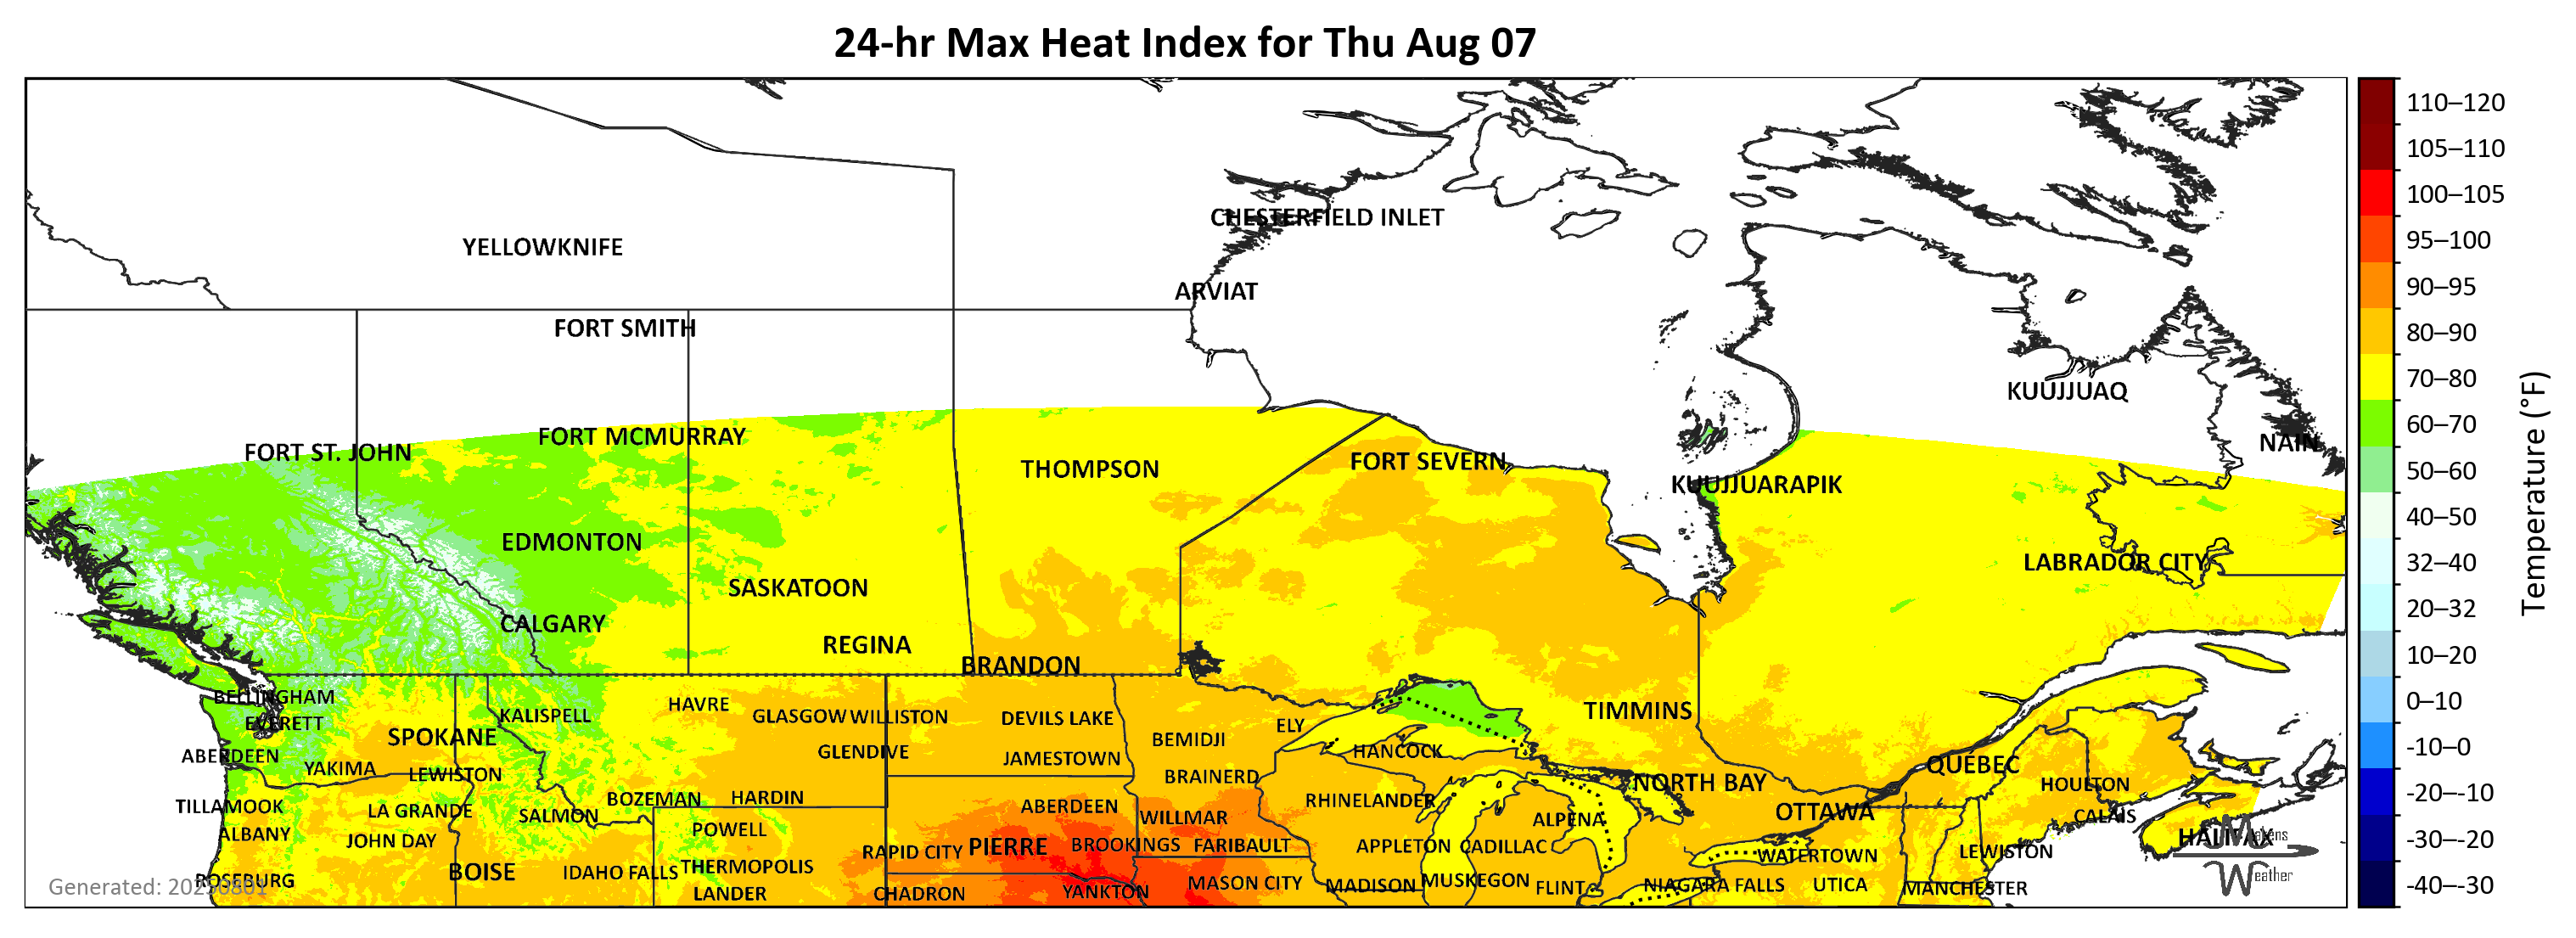 24-hr Max Heat Index for Thu Aug 07
110–120
105–110
CHESTERFIELD INLET
100–105
YELLOWKNIFE
95–100
ARVIAT
90–95
FORT SMITH
80–90
KUUJJUAQ
70–80
FORT MCMURRAY
60–70
NAIN
FORT ST. JOHN
THOMPSON
FORT SEVERN
50–60
KUUJJUARAPIK
40–50
EDMONTON
LABRADOR CITY
32–40
SASKATOON
20–32
CALGARY
REGINA
10–20
BRANDON
BELLINGHAM
HAVRE
0–10
KALISPELL
GLASGOW
WILLISTON
DEVILS LAKE
TIMMINS
EVERETT
ELY
SPOKANE
BEMIDJI
-10–0
ABERDEEN
GLENDIVE
JAMESTOWN
HANCOCK
YAKIMA
LEWISTON
BRAINERD
QUÉBEC
NORTH BAY
HOULTON
-20–-10
TILLAMOOK
LA GRANDE
SALMON
BOZEMAN
HARDIN
ABERDEEN
WILLMAR
RHINELANDER
OTTAWA
CALAIS
ALBANY
JOHN DAY
POWELL
ALPENA
HALIFAX
-30–-20
PIERRE
RAPID CITY
BROOKINGS
FARIBAULT
APPLETON
CADILLAC
WATERTOWN
LEWISTON
BOISE
IDAHO FALLS
THERMOPOLIS
ROSEBURG
LANDER
CHADRON
YANKTON
MASON CITY
MADISON
MUSKEGON
FLINT
NIAGARA FALLS
UTICA
MANCHESTER
-40–-30
Temperature (°F)
Generated: 20250801
Makens
Weather